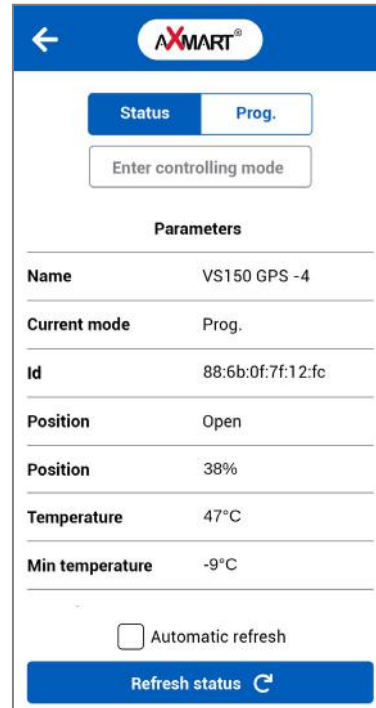 AXMART®
Status Prog.
Enter controlling mode
Parameters
Name VS150 GPS -4
Current mode Prog.
Id 88:6b:0f:7f:12:fc
Position Open
Position 38%
Temperature 47°C
Min temperature -9°C
Automatic refresh
Refresh status